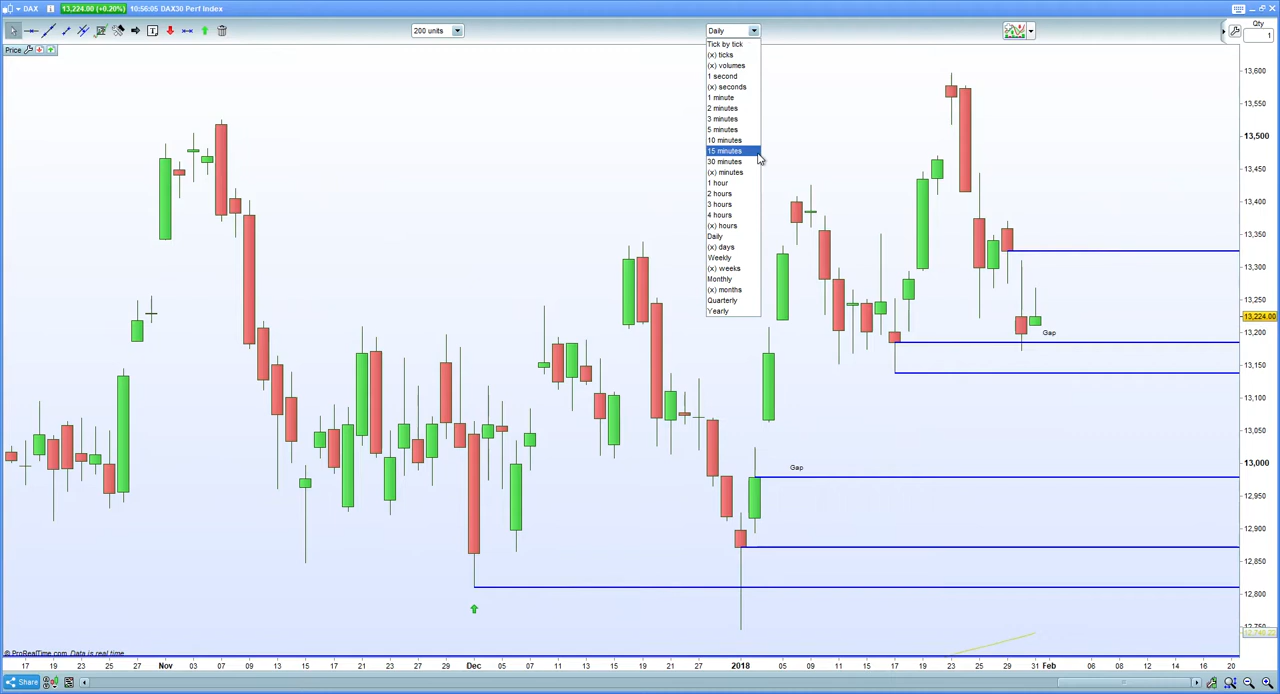 DAX 13,224.00 (+0.20%) 10:56:05 DAX30 Perf Index
Qty
1
200 units
Daily
Price
Tick by tick
(x) ticks
(x) volumes
1 second
(x) seconds
1 minute
2 minutes
3 minutes
5 minutes
10 minutes
15 minutes
30 minutes
(x) minutes
1 hour
2 hours
3 hours
4 hours
(x) hours
Daily
(x) days
Weekly
(x) weeks
Monthly
(x) months
Quarterly
Yearly
13,600
13,550
13,500
13,450
13,400
13,350
13,300
13,250
13,224.00
13,200
13,150
13,100
13,050
13,000
12,950
12,900
12,850
12,800
12,750
Gap
Gap
© ProRealTime.com Data is real time
17 19 23 25 27 Nov 03 07 09 13 15 17 21 23 27 29 Dec 05 07 11 13 15 19 21 27 2018 05 09 11 15 17 19 23 25 29 31 Feb 06 08 12 14 16 20
Share